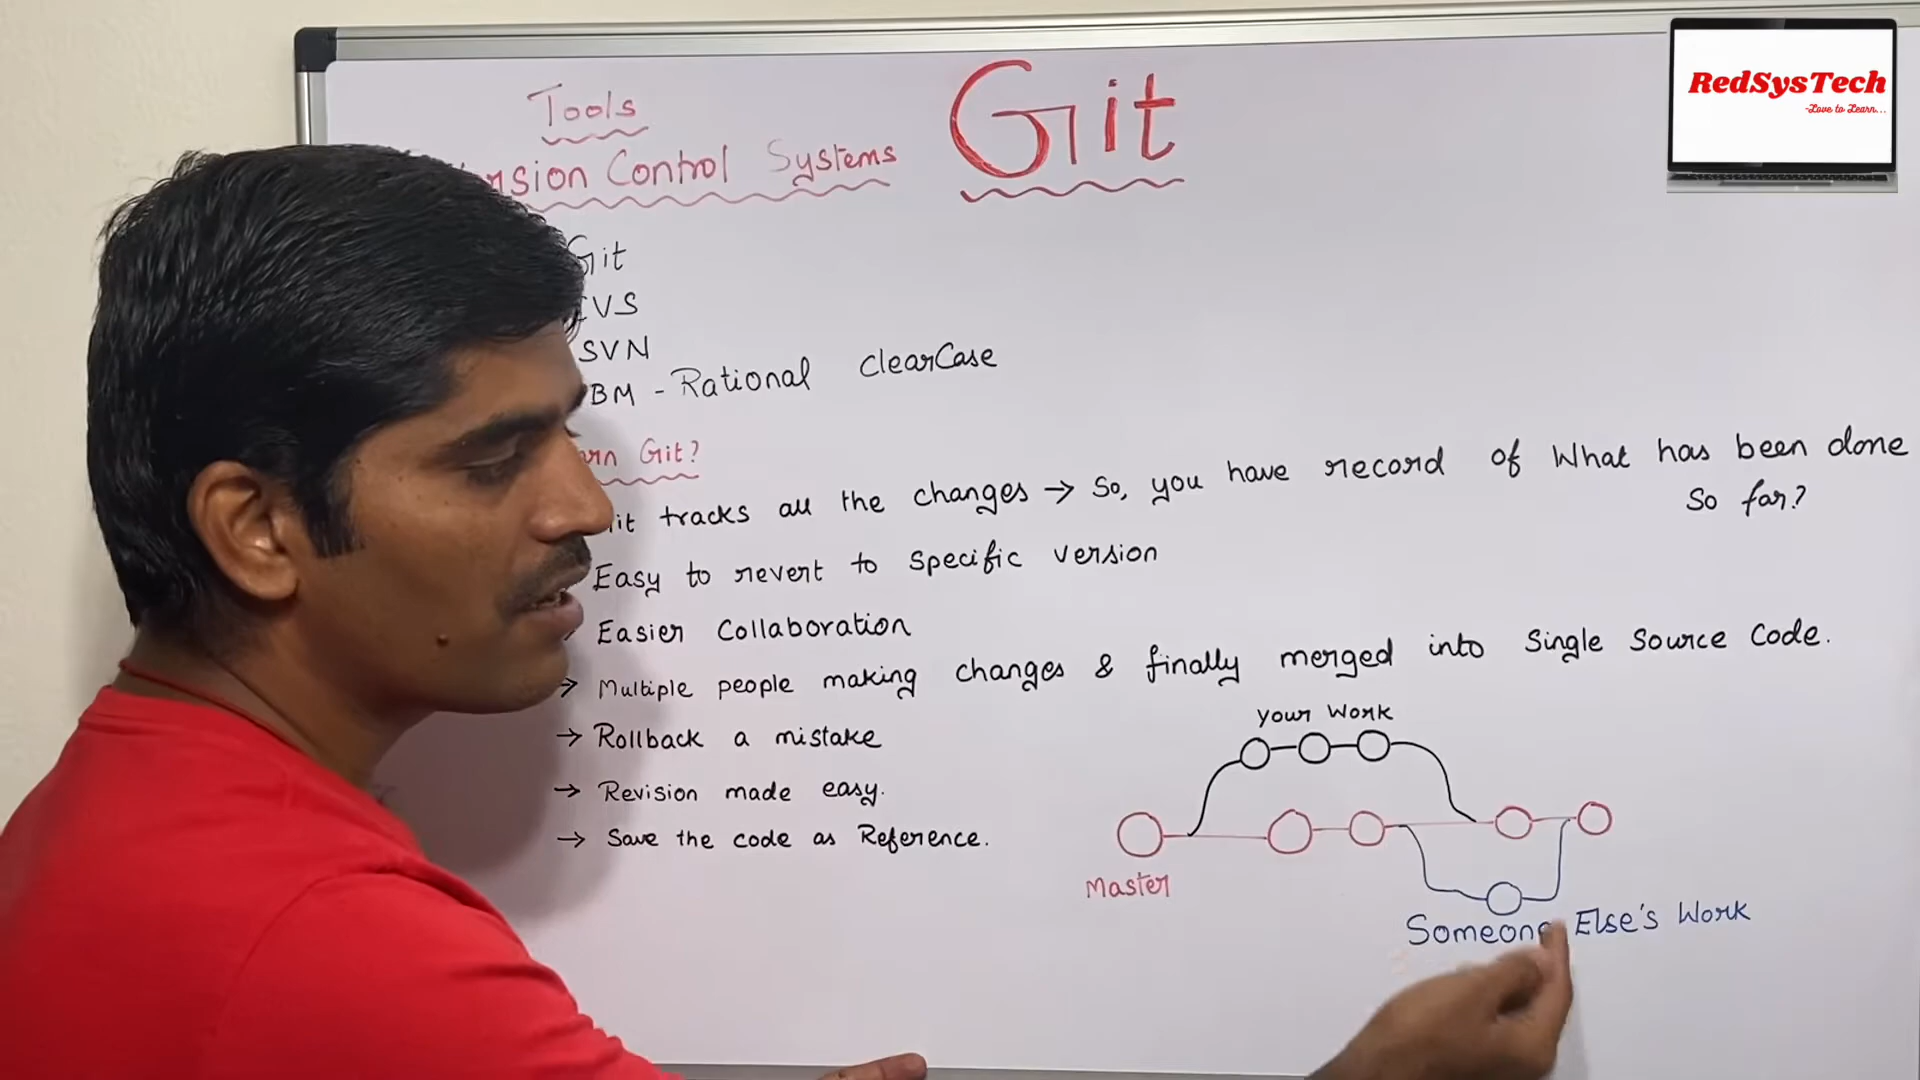 Tools
Control Systems
Git
RedSysTech
-Love to Learn...
Git
CVS
SVN
IBM - Rational ClearCase
Git?
tracks all the changes → So, you have record of What has been done
So far?
Easy to revert to specific version
Easier Collaboration
→ Multiple people making changes & finally merged into Single Source Code.
→ Rollback a mistake
→ Revision made easy.
→ Save the code as Reference.
your Work
Master
Someone Else's Work